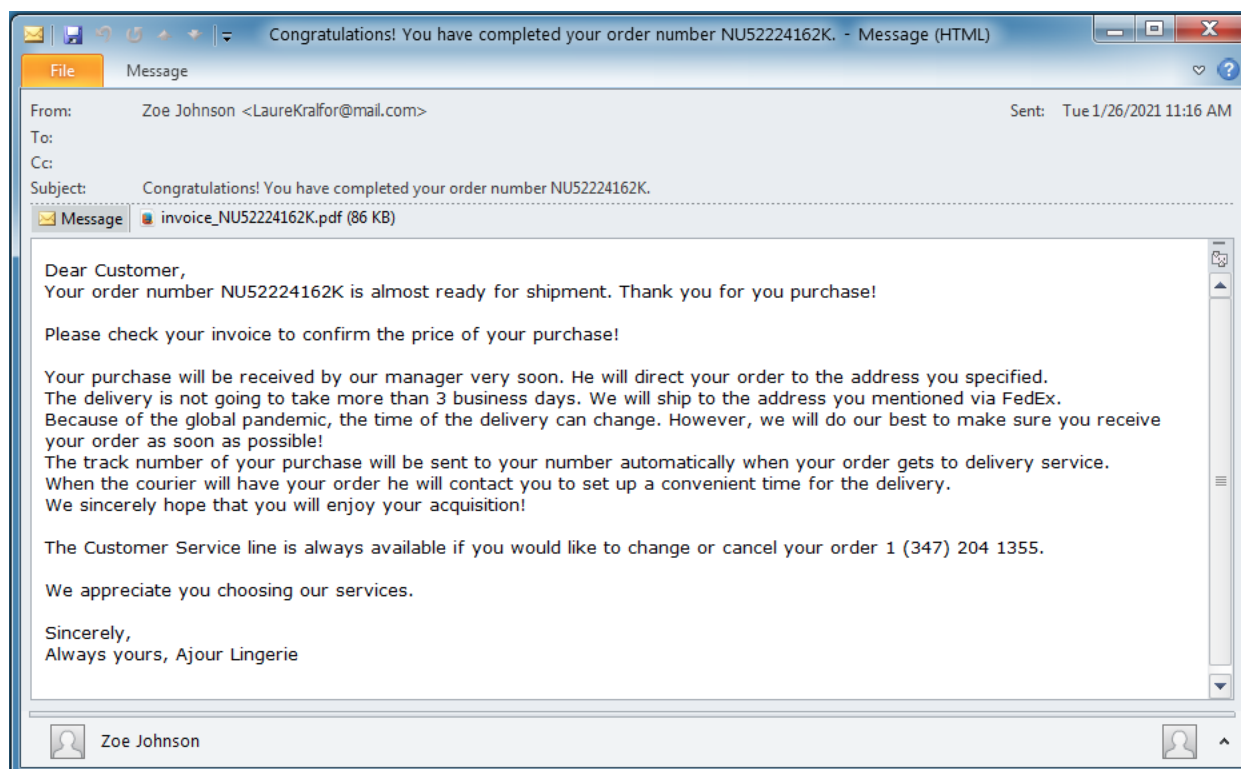 Congratulations! You have completed your order number NU52224162K. - Message (HTML)
File Message
From: Zoe Johnson <LaureKralfor@mail.com> Sent: Tue 1/26/2021 11:16 AM
To:
Cc:
Subject: Congratulations! You have completed your order number NU52224162K.
Message invoice_NU52224162K.pdf (86 KB)
Dear Customer,
Your order number NU52224162K is almost ready for shipment. Thank you for you purchase!
Please check your invoice to confirm the price of your purchase!
Your purchase will be received by our manager very soon. He will direct your order to the address you specified.
The delivery is not going to take more than 3 business days. We will ship to the address you mentioned via FedEx.
Because of the global pandemic, the time of the delivery can change. However, we will do our best to make sure you receive
your order as soon as possible!
The track number of your purchase will be sent to your number automatically when your order gets to delivery service.
When the courier will have your order he will contact you to set up a convenient time for the delivery.
We sincerely hope that you will enjoy your acquisition!
The Customer Service line is always available if you would like to change or cancel your order 1 (347) 204 1355.
We appreciate you choosing our services.
Sincerely,
Always yours, Ajour Lingerie
Zoe Johnson